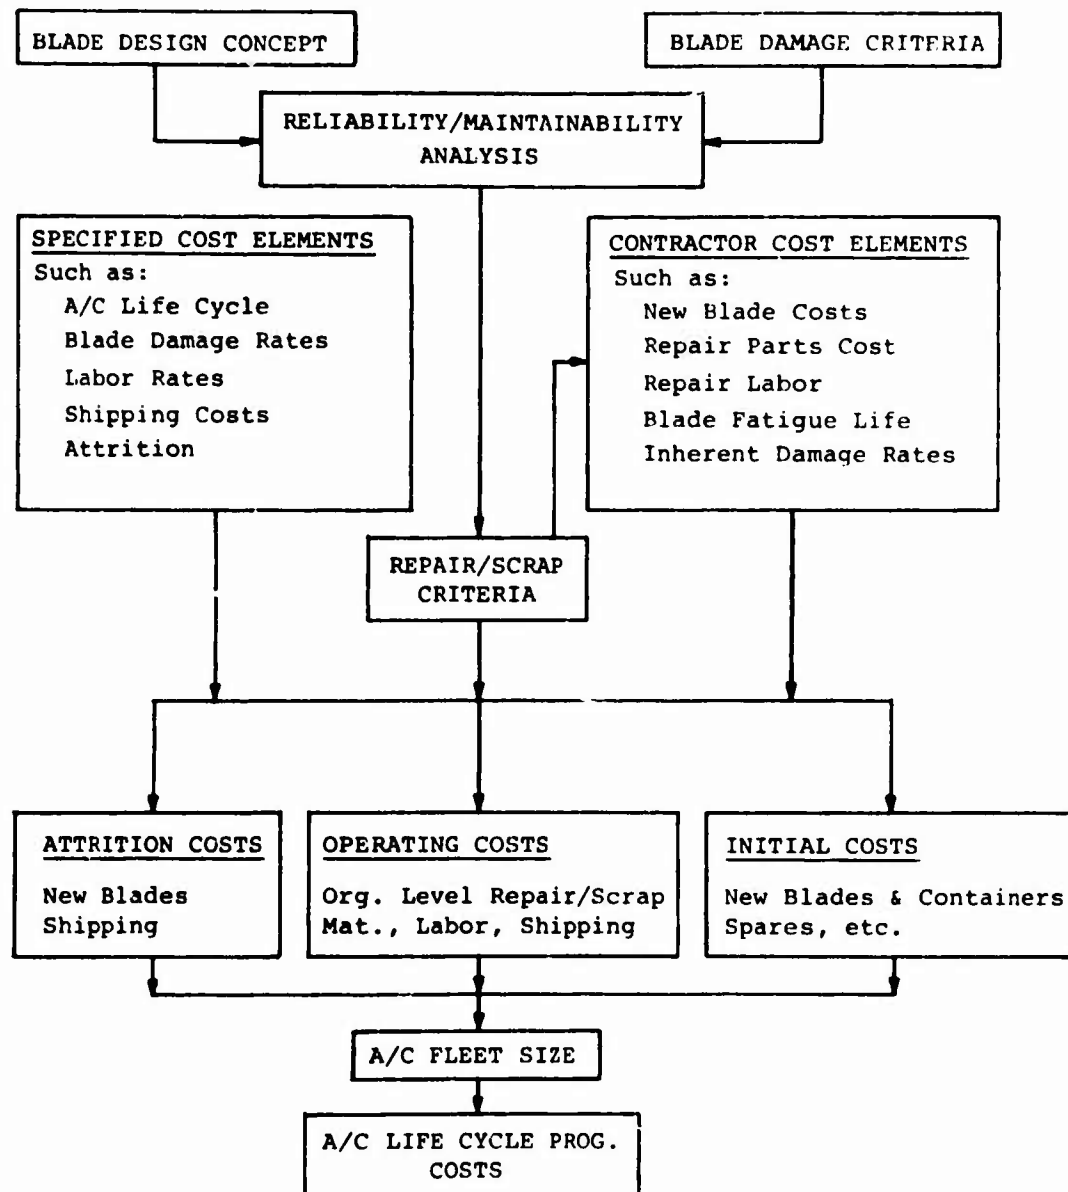 BLADE DESIGN CONCEPT
BLADE DAMAGE CRITERIA
RELIABILITY/MAINTAINABILITY
ANALYSIS
SPECIFIED COST ELEMENTS
Such as:
A/C Life Cycle
Blade Damage Rates
Labor Rates
Shipping Costs
Attrition
CONTRACTOR COST ELEMENTS
Such as:
New Blade Costs
Repair Parts Cost
Repair Labor
Blade Fatigue Life
Inherent Damage Rates
REPAIR/SCRAP
CRITERIA
ATTRITION COSTS
New Blades
Shipping
OPERATING COSTS
Org. Level Repair/Scrap
Mat., Labor, Shipping
INITIAL COSTS
New Blades & Containers
Spares, etc.
A/C FLEET SIZE
A/C LIFE CYCLE PROG.
COSTS